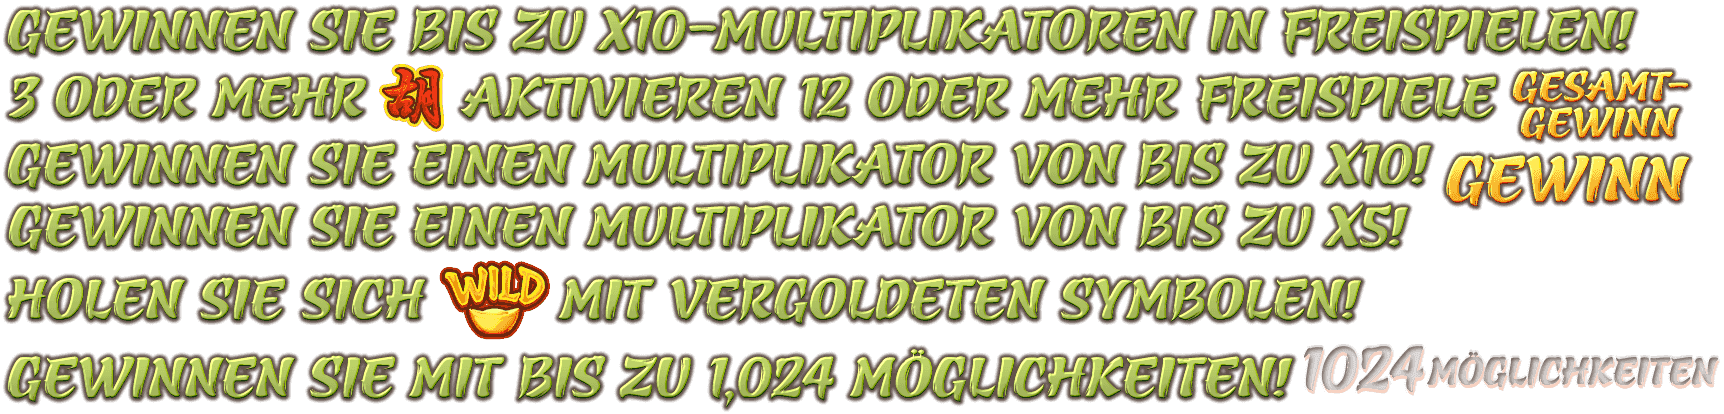 GEWINNEN SIE BIS ZU X10-MULTIPLIKATOREN IN FREISPIELEN!
3 ODER MEHR 胡 AKTIVIEREN 12 ODER MEHR FREISPIELE
GESAMT-
GEWINN
GEWINNEN SIE EINEN MULTIPLIKATOR VON BIS ZU X10!
GEWINN
GEWINNEN SIE EINEN MULTIPLIKATOR VON BIS ZU X5!
HOLEN SIE SICH WILD MIT VERGOLDETEN SYMBOLEN!
GEWINNEN SIE MIT BIS ZU 1,024 MÖGLICHKEITEN!
1024 MÖGLICHKEITEN